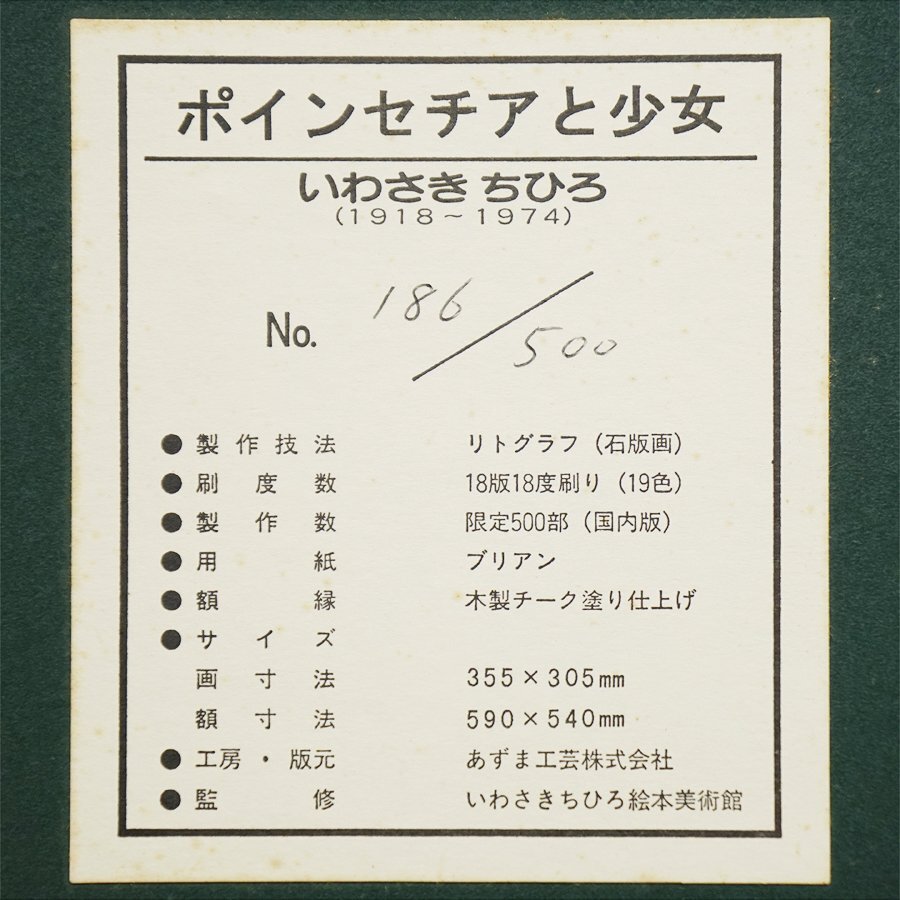 ポインセチアと少女
いわさき ちひろ
(1918～1974)
No. 186/500
●製作技法 リトグラフ (石版画)
●刷度数 18版18度刷り (19色)
●製作数 限定500部 (国内版)
●用紙 ブリアン
●額縁 木製チーク塗り仕上げ
●サイズ
画寸法 355×305mm
額寸法 590×540mm
●工房・版元 あずま工芸株式会社
●監修 いわさきちひろ絵本美術館